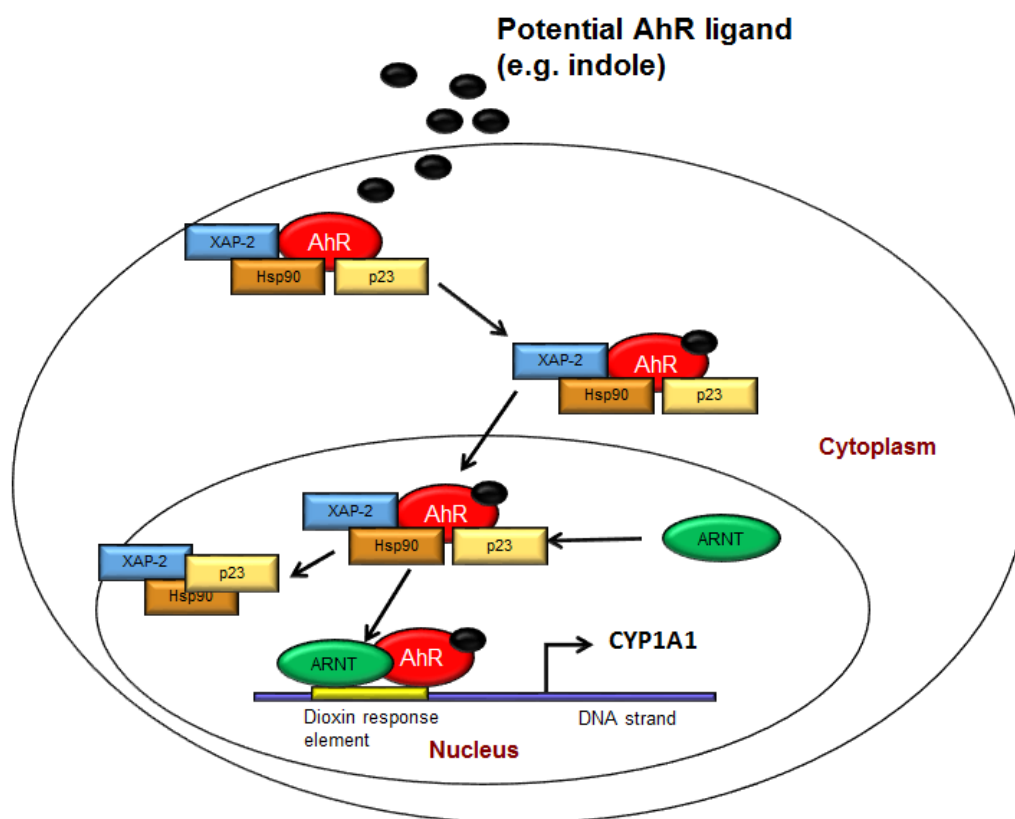 Potential AhR ligand
(e.g. indole)
XAP-2
AhR
Hsp90
p23
XAP-2
AhR
Hsp90
p23
Cytoplasm
XAP-2
AhR
Hsp90
p23
ARNT
XAP-2
p23
Hsp90
ARNT
AhR
CYP1A1
Dioxin response
element
DNA strand
Nucleus